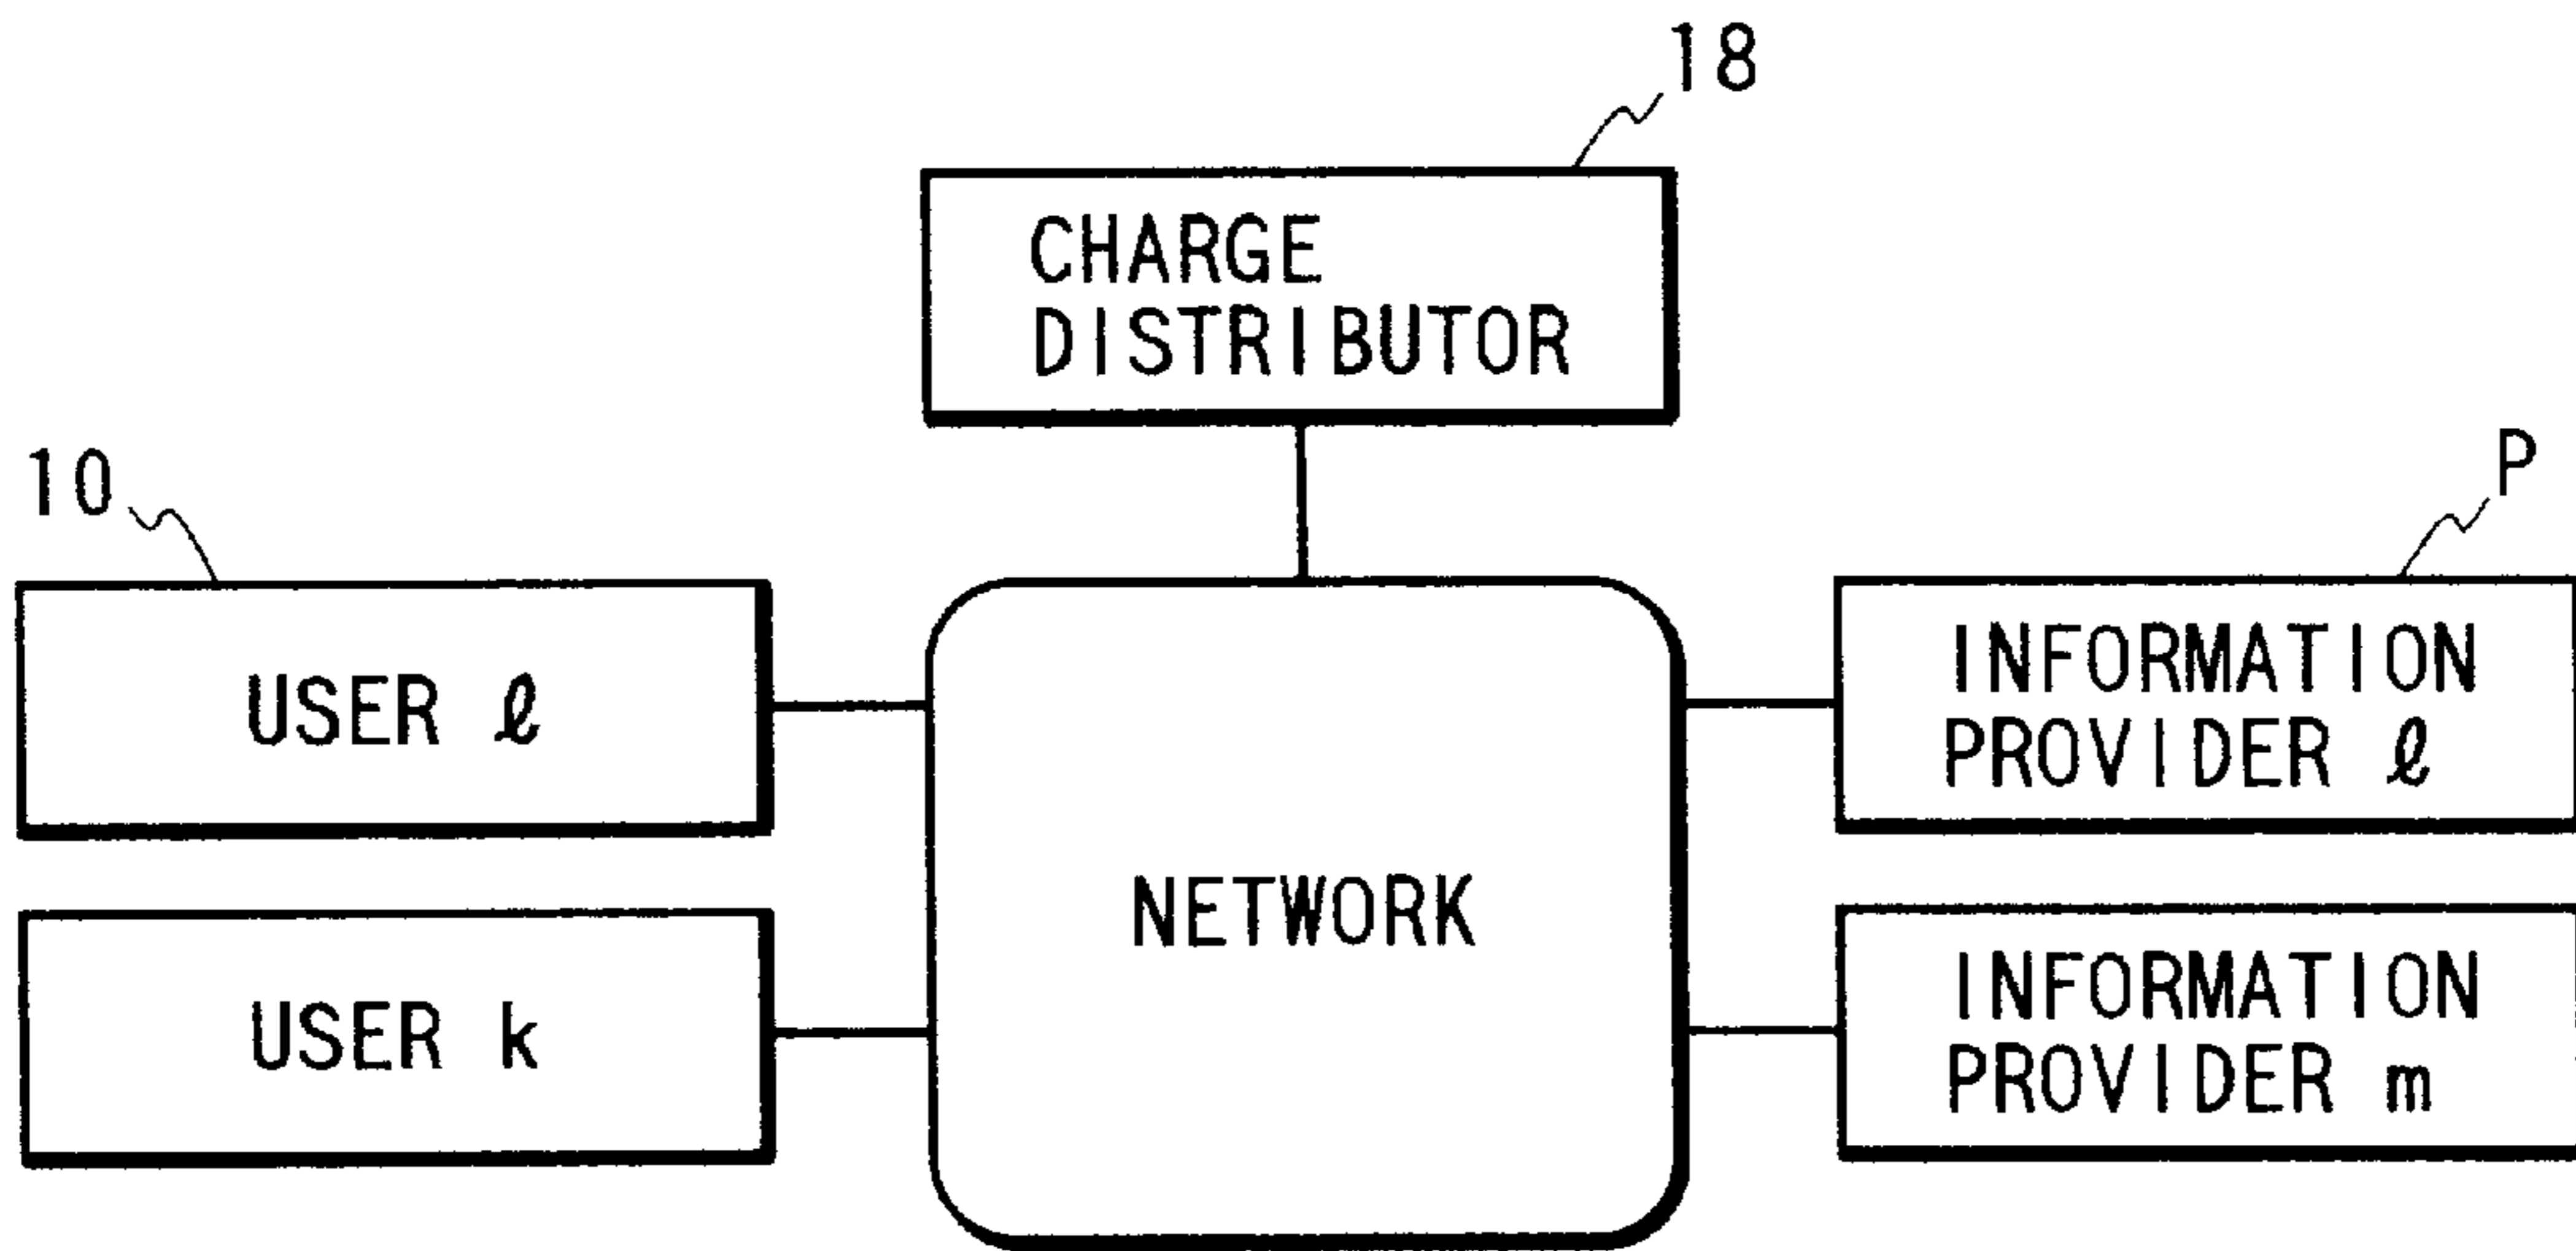 18
CHARGE
DISTRIBUTOR
10
P
USER ℓ
INFORMATION
PROVIDER ℓ
NETWORK
USER k
INFORMATION
PROVIDER m